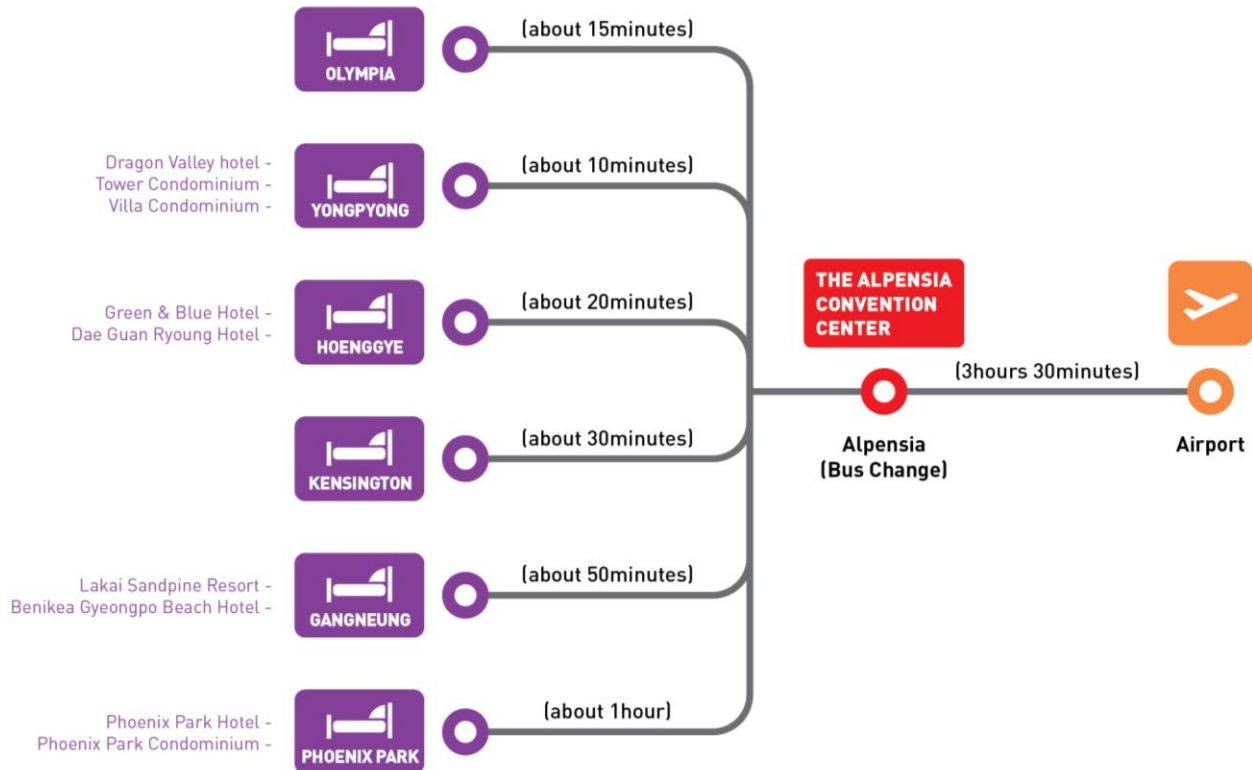 (about 15minutes)
OLYMPIA
Dragon Valley hotel -
Tower Condominium -
Villa Condominium -
YONGPYONG
(about 10minutes)
Green & Blue Hotel -
Dae Guan Ryoung Hotel -
HOENGGYE
(about 20minutes)
THE ALPENSIA
CONVENTION
CENTER
(3hours 30minutes)
Alpensia
(Bus Change)
Airport
KENSINGTON
(about 30minutes)
Lakai Sandpine Resort -
Benikea Gyeongpo Beach Hotel -
GANGNEUNG
(about 50minutes)
Phoenix Park Hotel -
Phoenix Park Condominium -
PHOENIX PARK
(about 1hour)